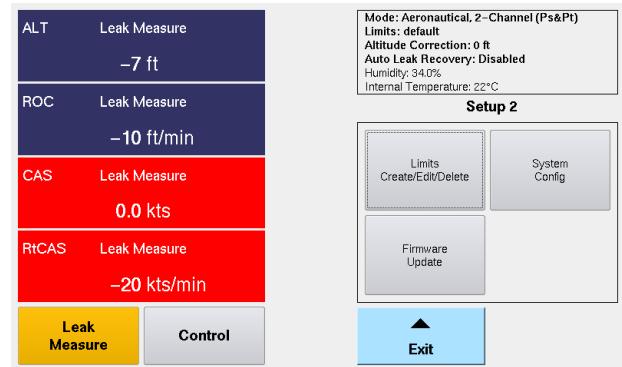 ALT Leak Measure
–7 ft
ROC Leak Measure
–10 ft/min
CAS Leak Measure
0.0 kts
RtCAS Leak Measure
–20 kts/min
Leak
Measure
Control
Mode: Aeronautical, 2–Channel (Ps&Pt)
Limits: default
Altitude Correction: 0 ft
Auto Leak Recovery: Disabled
Humidity: 34.0%
Internal Temperature: 22°C
Setup 2
Limits
Create/Edit/Delete
System
Config
Firmware
Update
Exit